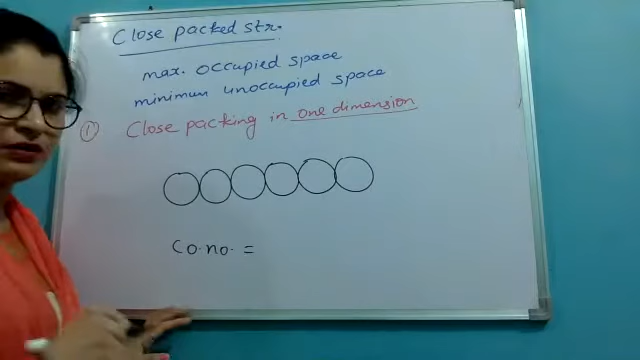 Close packed str.
max. occupied space
minimum unoccupied space
① Close packing in one dimension
Co.no. =